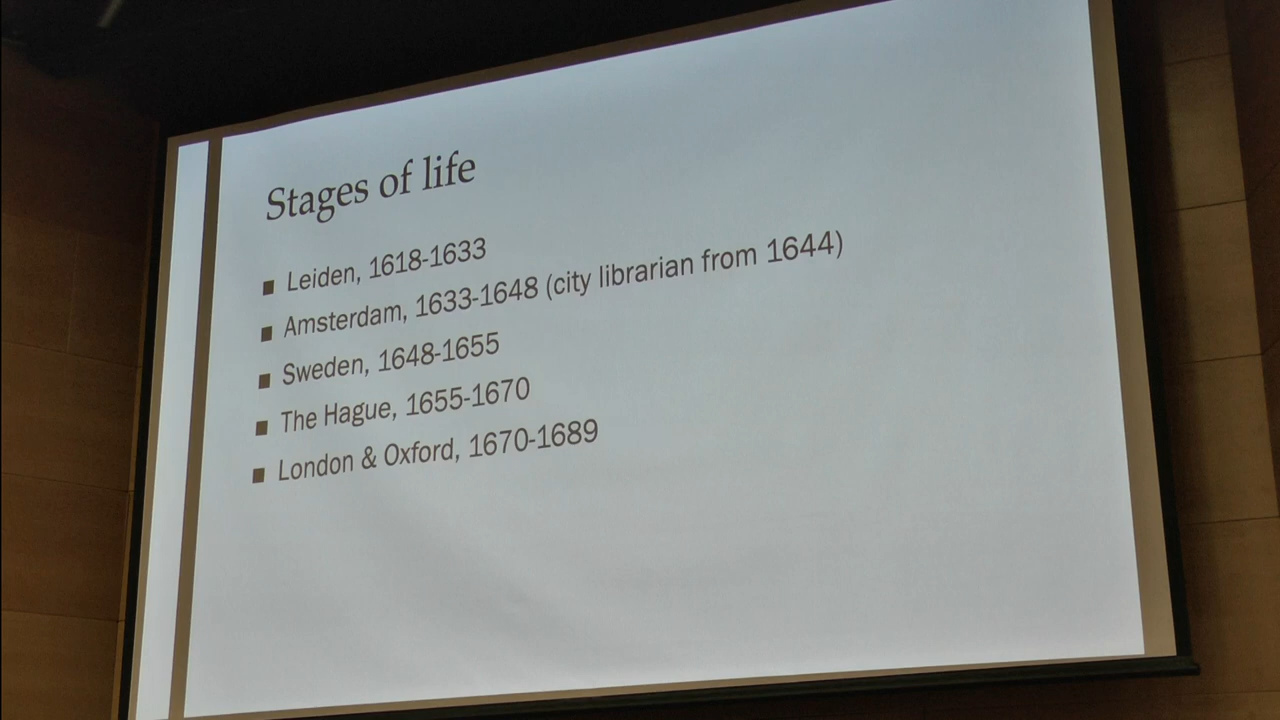 Stages of life
■ Leiden, 1618-1633
■ Amsterdam, 1633-1648 (city librarian from 1644)
■ Sweden, 1648-1655
■ The Hague, 1655-1670
■ London & Oxford, 1670-1689